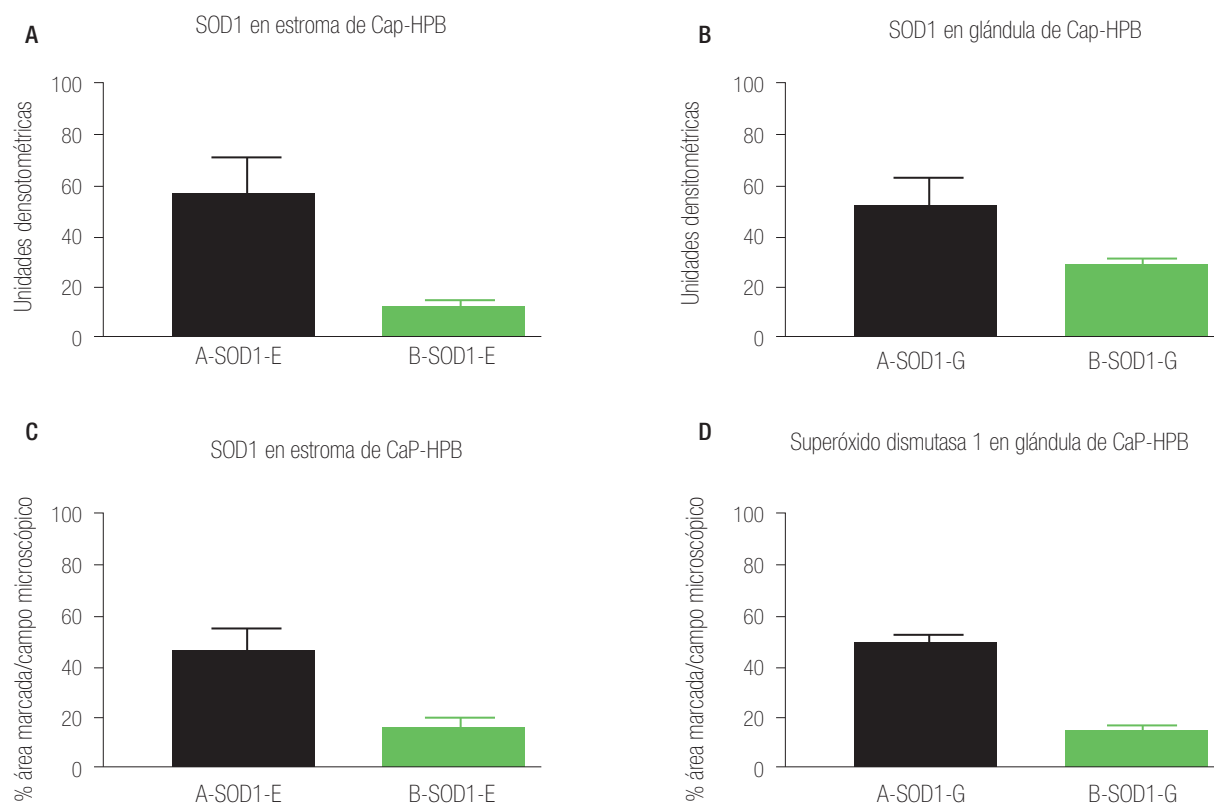 A
SOD1 en estroma de Cap-HPB
Unidades densotométricas
100
80
60
40
20
0
A-SOD1-E
B-SOD1-E
B
SOD1 en glándula de Cap-HPB
Unidades densitométricas
100
80
60
40
20
0
A-SOD1-G
B-SOD1-G
C
SOD1 en estroma de CaP-HPB
% área marcada/campo microscópico
100
80
60
40
20
0
A-SOD1-E
B-SOD1-E
D
Superóxido dismutasa 1 en glándula de CaP-HPB
% área marcada/campo microscópico
100
80
60
40
20
0
A-SOD1-G
B-SOD1-G